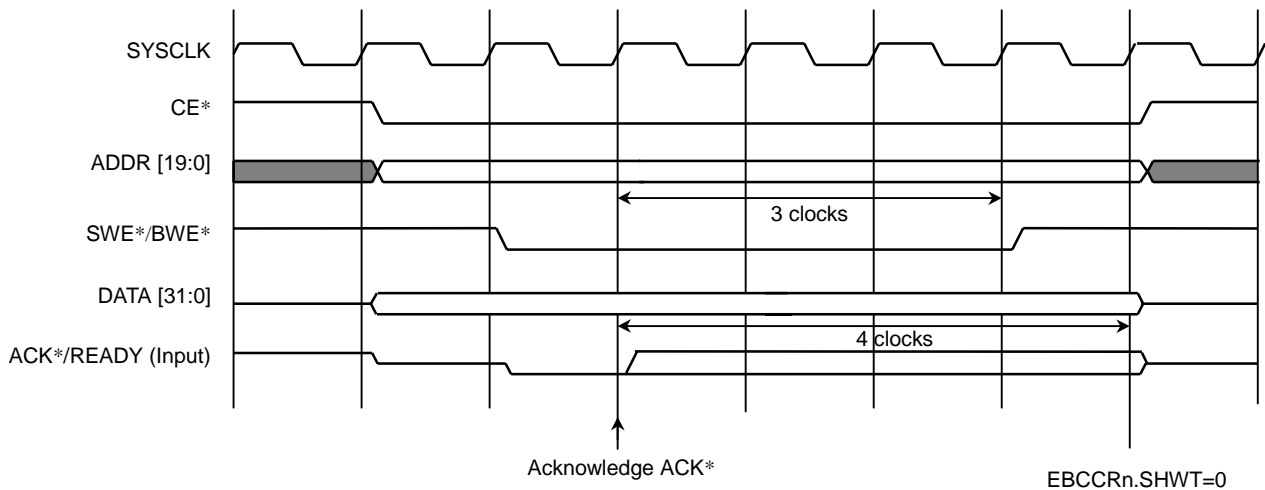 SYSCLK
CE*
ADDR [19:0]
3 clocks
SWE*/BWE*
DATA [31:0]
4 clocks
ACK*/READY (Input)
Acknowledge ACK*
EBCCRn.SHWT=0